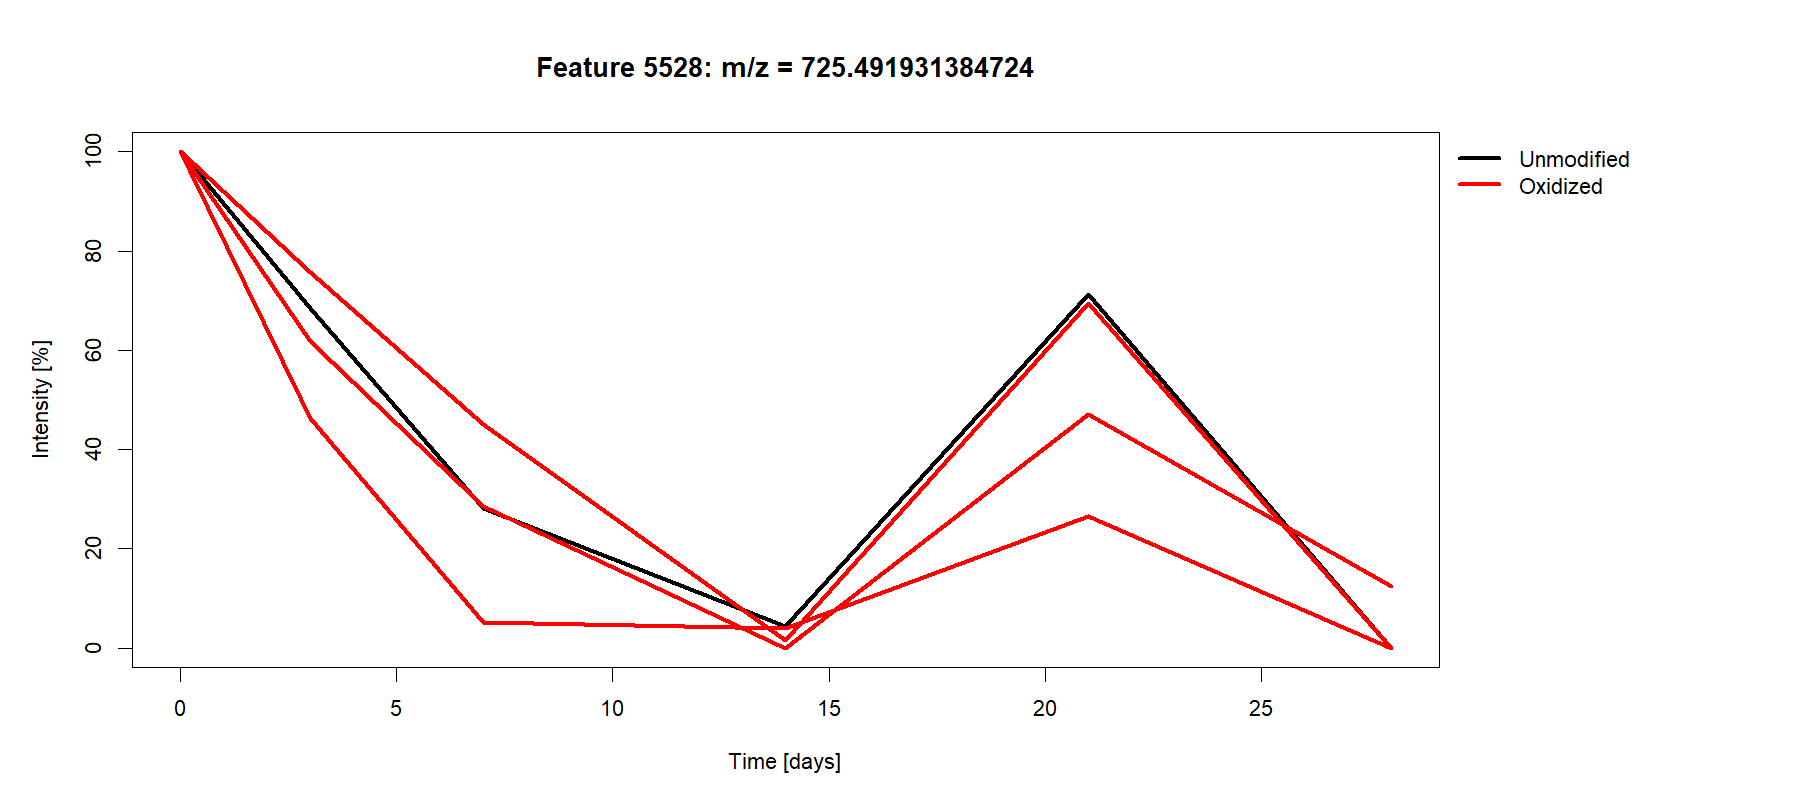 Feature 5528: m/z = 725.491931384724
Unmodified
Oxidized
Intensity [%]
100
80
60
40
20
0
0 5 10 15 20 25
Time [days]